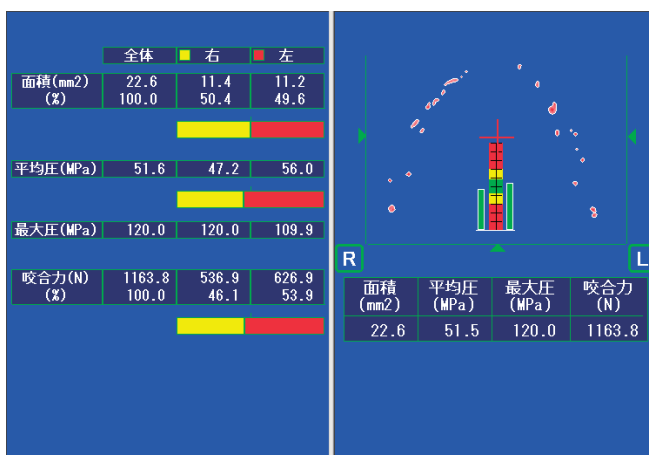 全体 右 左
面積(mm2) 22.6 11.4 11.2
(%) 100.0 50.4 49.6
平均圧(MPa) 51.6 47.2 56.0
最大圧(MPa) 120.0 120.0 109.9
咬合力(N) 1163.8 536.9 626.9
(%) 100.0 46.1 53.9
R L
面積 平均圧 最大圧 咬合力
(mm2) (MPa) (MPa) (N)
22.6 51.5 120.0 1163.8